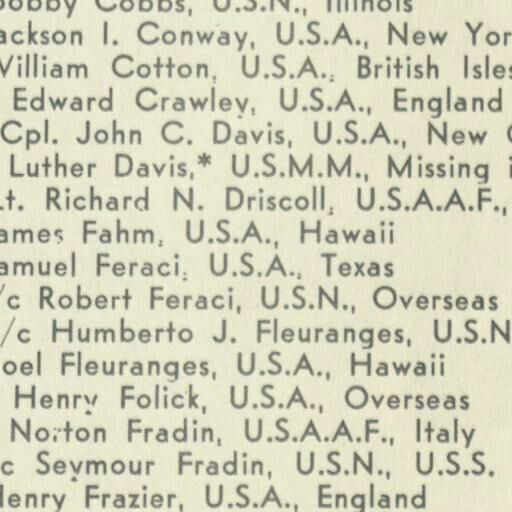 Bobby Cobbs, U.S.N., Illinois
ackson I. Conway, U.S.A., New Yor
William Cotton, U.S.A., British Isles
Edward Crawley, U.S.A., England
Cpl. John C. Davis, U.S.A., New
Luther Davis,* U.S.M.M., Missing i
Lt. Richard N. Driscoll, U.S.A.A.F.,
ames Fahm, U.S.A., Hawaii
amuel Feraci, U.S.A., Texas
/c Robert Feraci, U.S.N., Overseas
/c Humberto J. Fleuranges, U.S.N
oel Fleuranges, U.S.A., Hawaii
Henry Folick, U.S.A., Overseas
Norton Fradin, U.S.A.A.F., Italy
c Seymour Fradin, U.S.N., U.S.S.
Henry Frazier, U.S.A., England